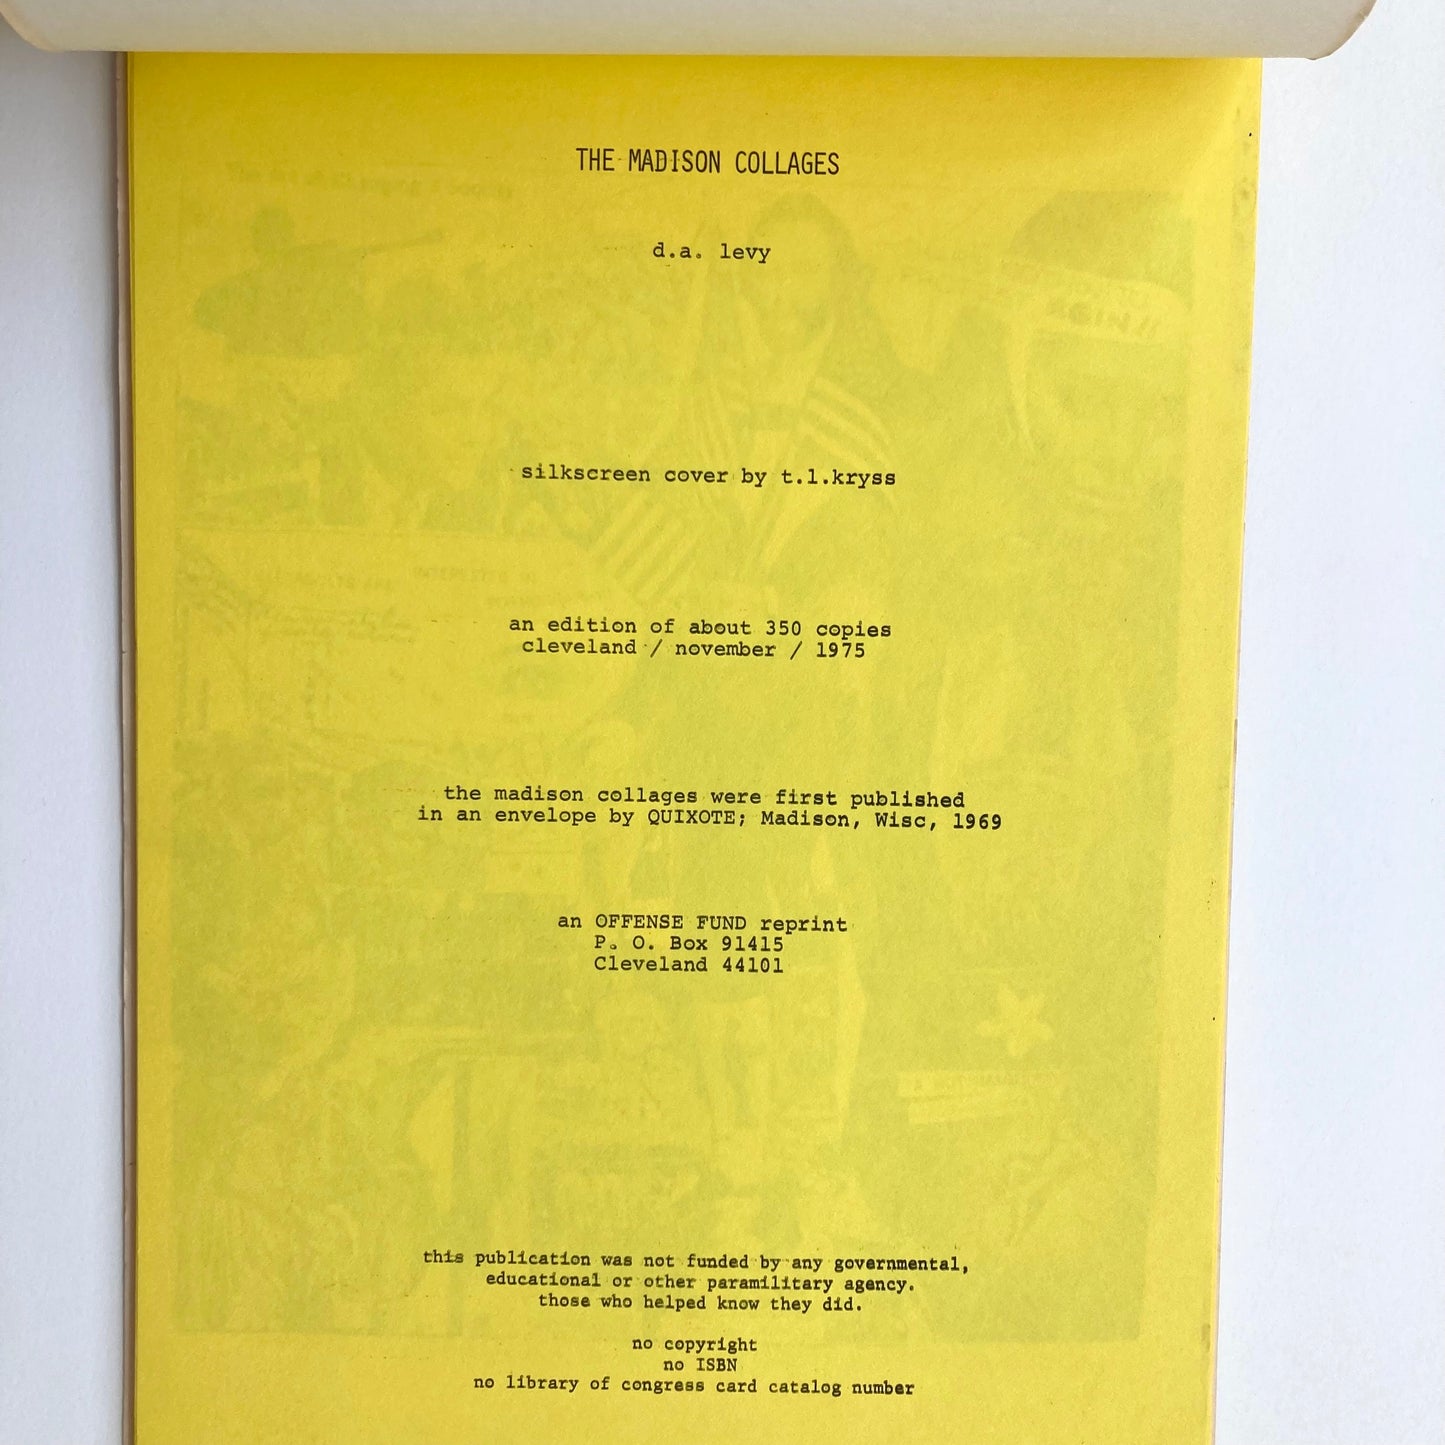 THE MADISON COLLAGES
d.a. levy
silkscreen cover by t.l.kryss
an edition of about 350 copies
cleveland / november / 1975
the madison collages were first published
in an envelope by QUIXOTE; Madison, Wisc, 1969
an OFFENSE FUND reprint
P. O. Box 91415
Cleveland 44101
this publication was not funded by any governmental,
educational or other paramilitary agency.
those who helped know they did.
no copyright
no ISBN
no library of congress card catalog number